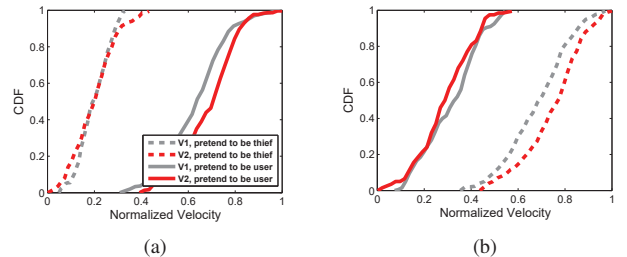 1
0.8
0.6
0.4
0.2
0
CDF
0 0.2 0.4 0.6 0.8 1
Normalized Velocity
V1, pretend to be thief
V2, pretend to be thief
V1, pretend to be user
V2, pretend to be user
(a)
1
0.8
0.6
0.4
0.2
0
CDF
0 0.2 0.4 0.6 0.8 1
Normalized Velocity
(b)